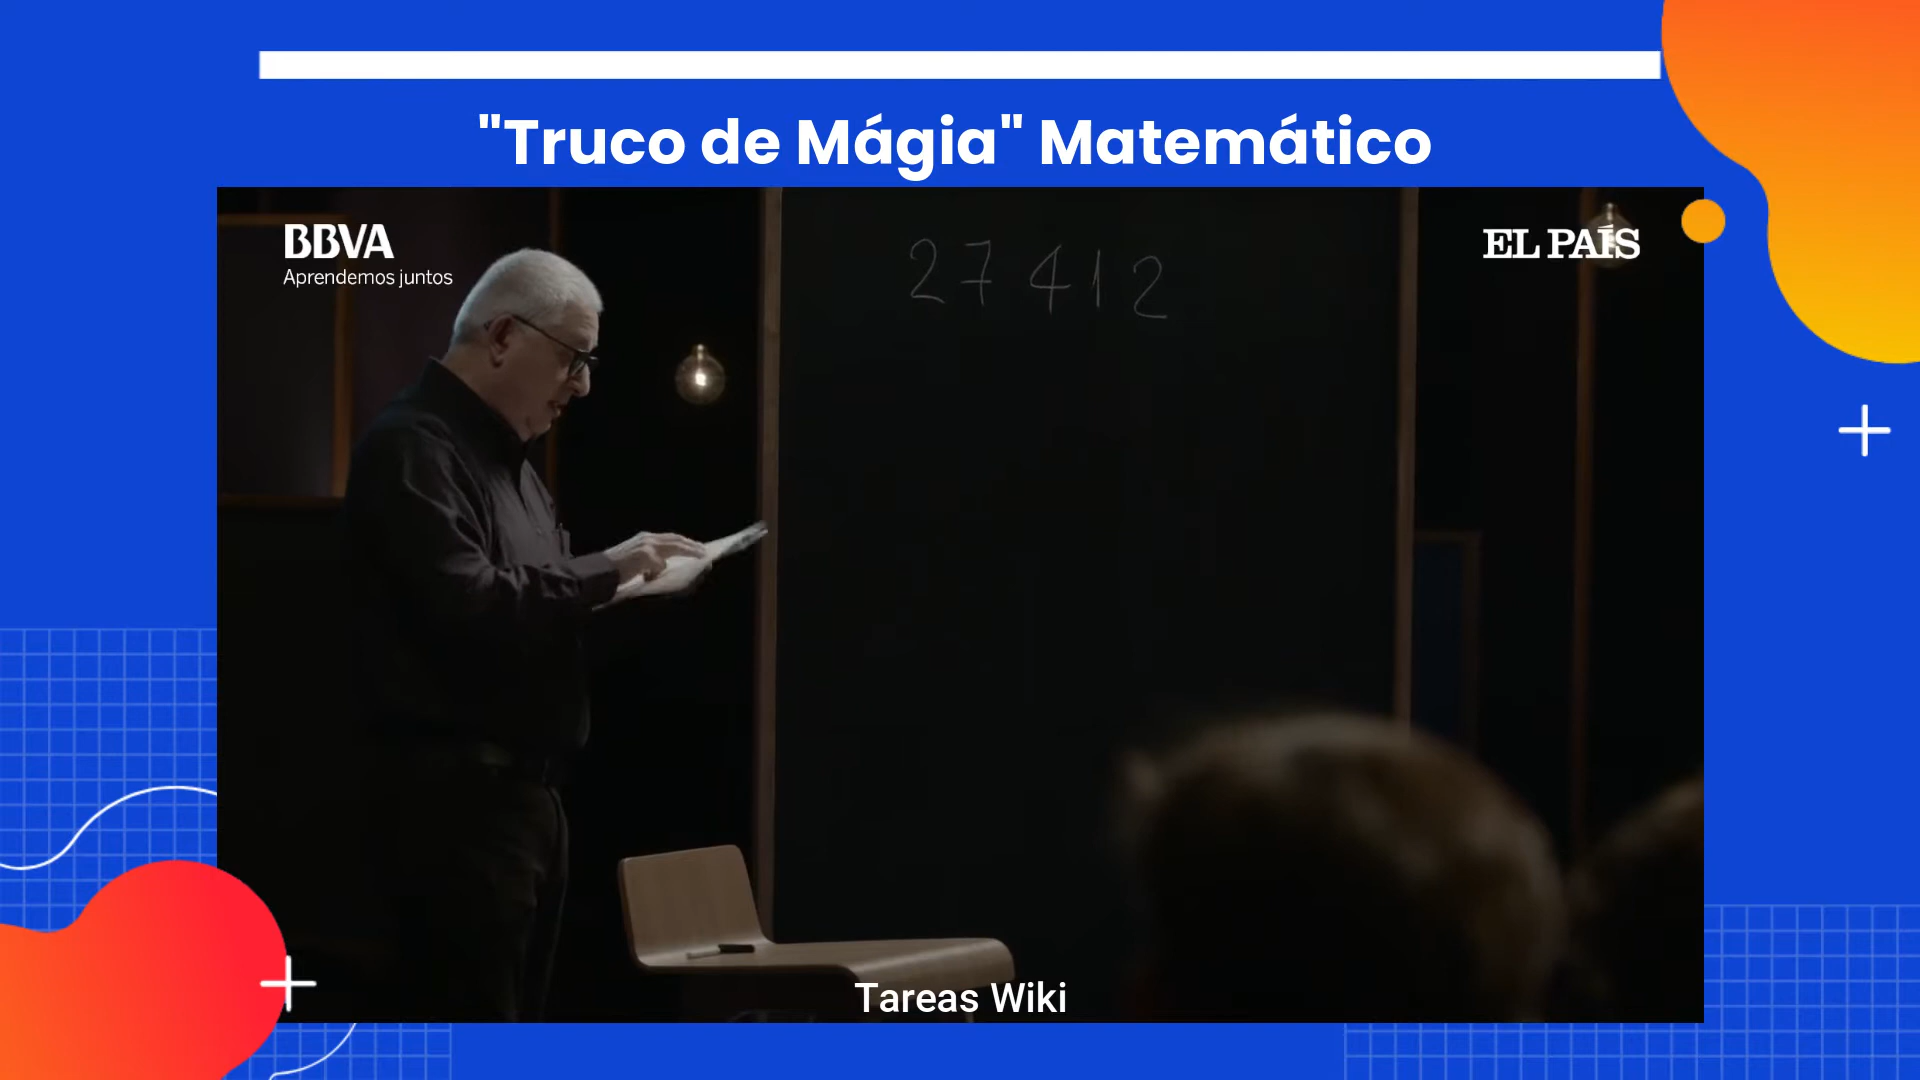 "Truco de Mágia" Matemático
BBVA
Aprendemos juntos
27412
EL PAÍS
Tareas Wiki